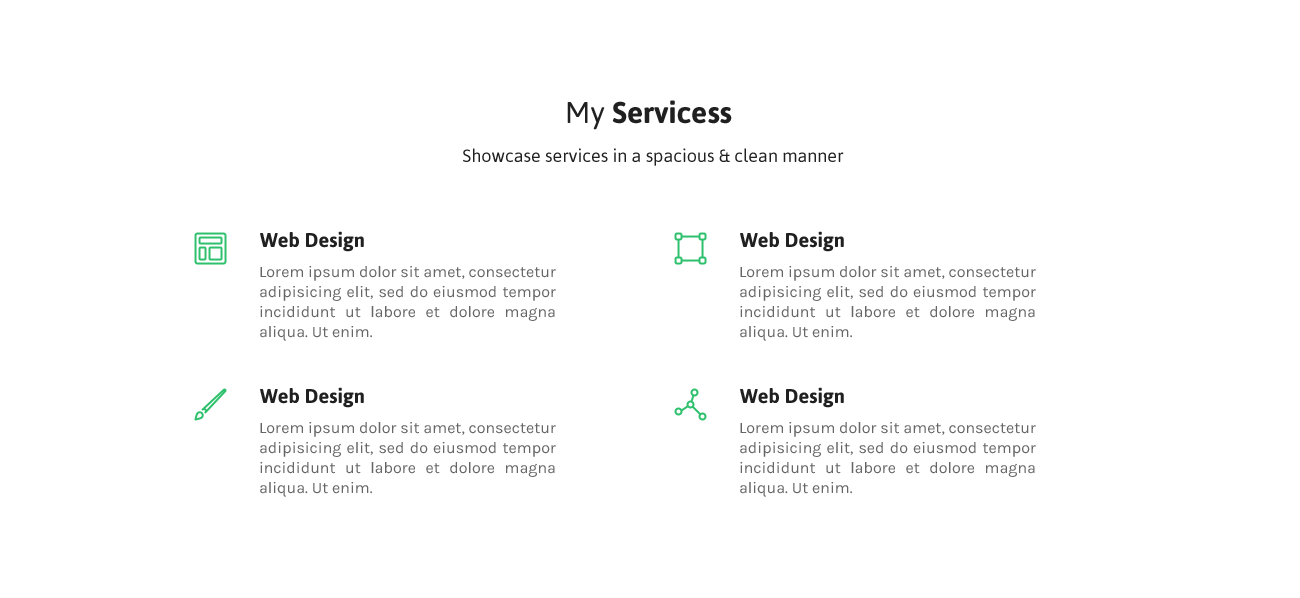 My Servicess
Showcase services in a spacious & clean manner
Web Design
Lorem ipsum dolor sit amet, consectetur
adipisicing elit, sed do eiusmod tempor
incididunt ut labore et dolore magna
aliqua. Ut enim.
Web Design
Lorem ipsum dolor sit amet, consectetur
adipisicing elit, sed do eiusmod tempor
incididunt ut labore et dolore magna
aliqua. Ut enim.
Web Design
Lorem ipsum dolor sit amet, consectetur
adipisicing elit, sed do eiusmod tempor
incididunt ut labore et dolore magna
aliqua. Ut enim.
Web Design
Lorem ipsum dolor sit amet, consectetur
adipisicing elit, sed do eiusmod tempor
incididunt ut labore et dolore magna
aliqua. Ut enim.